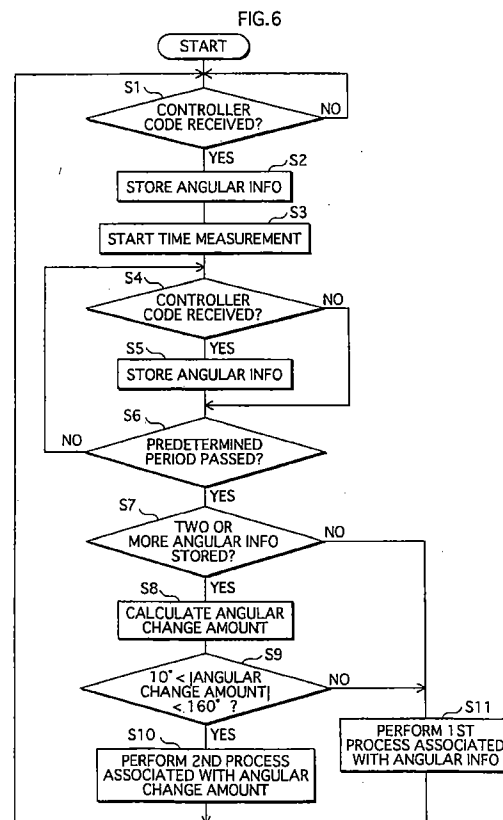 FIG.6
START
S1
CONTROLLER
CODE RECEIVED?
NO
YES
S2
STORE ANGULAR INFO
S3
START TIME MEASUREMENT
S4
CONTROLLER
CODE RECEIVED?
NO
YES
S5
STORE ANGULAR INFO
S6
PREDETERMINED
PERIOD PASSED?
NO
YES
S7
TWO OR
MORE ANGULAR INFO
STORED?
NO
YES
S8
CALCULATE ANGULAR
CHANGE AMOUNT
S9
10° < |ANGULAR
CHANGE AMOUNT|
< 160° ?
NO
YES
S10
PERFORM 2ND PROCESS
ASSOCIATED WITH ANGULAR
CHANGE AMOUNT
S11
PERFORM 1ST
PROCESS ASSOCIATED
WITH ANGULAR INFO